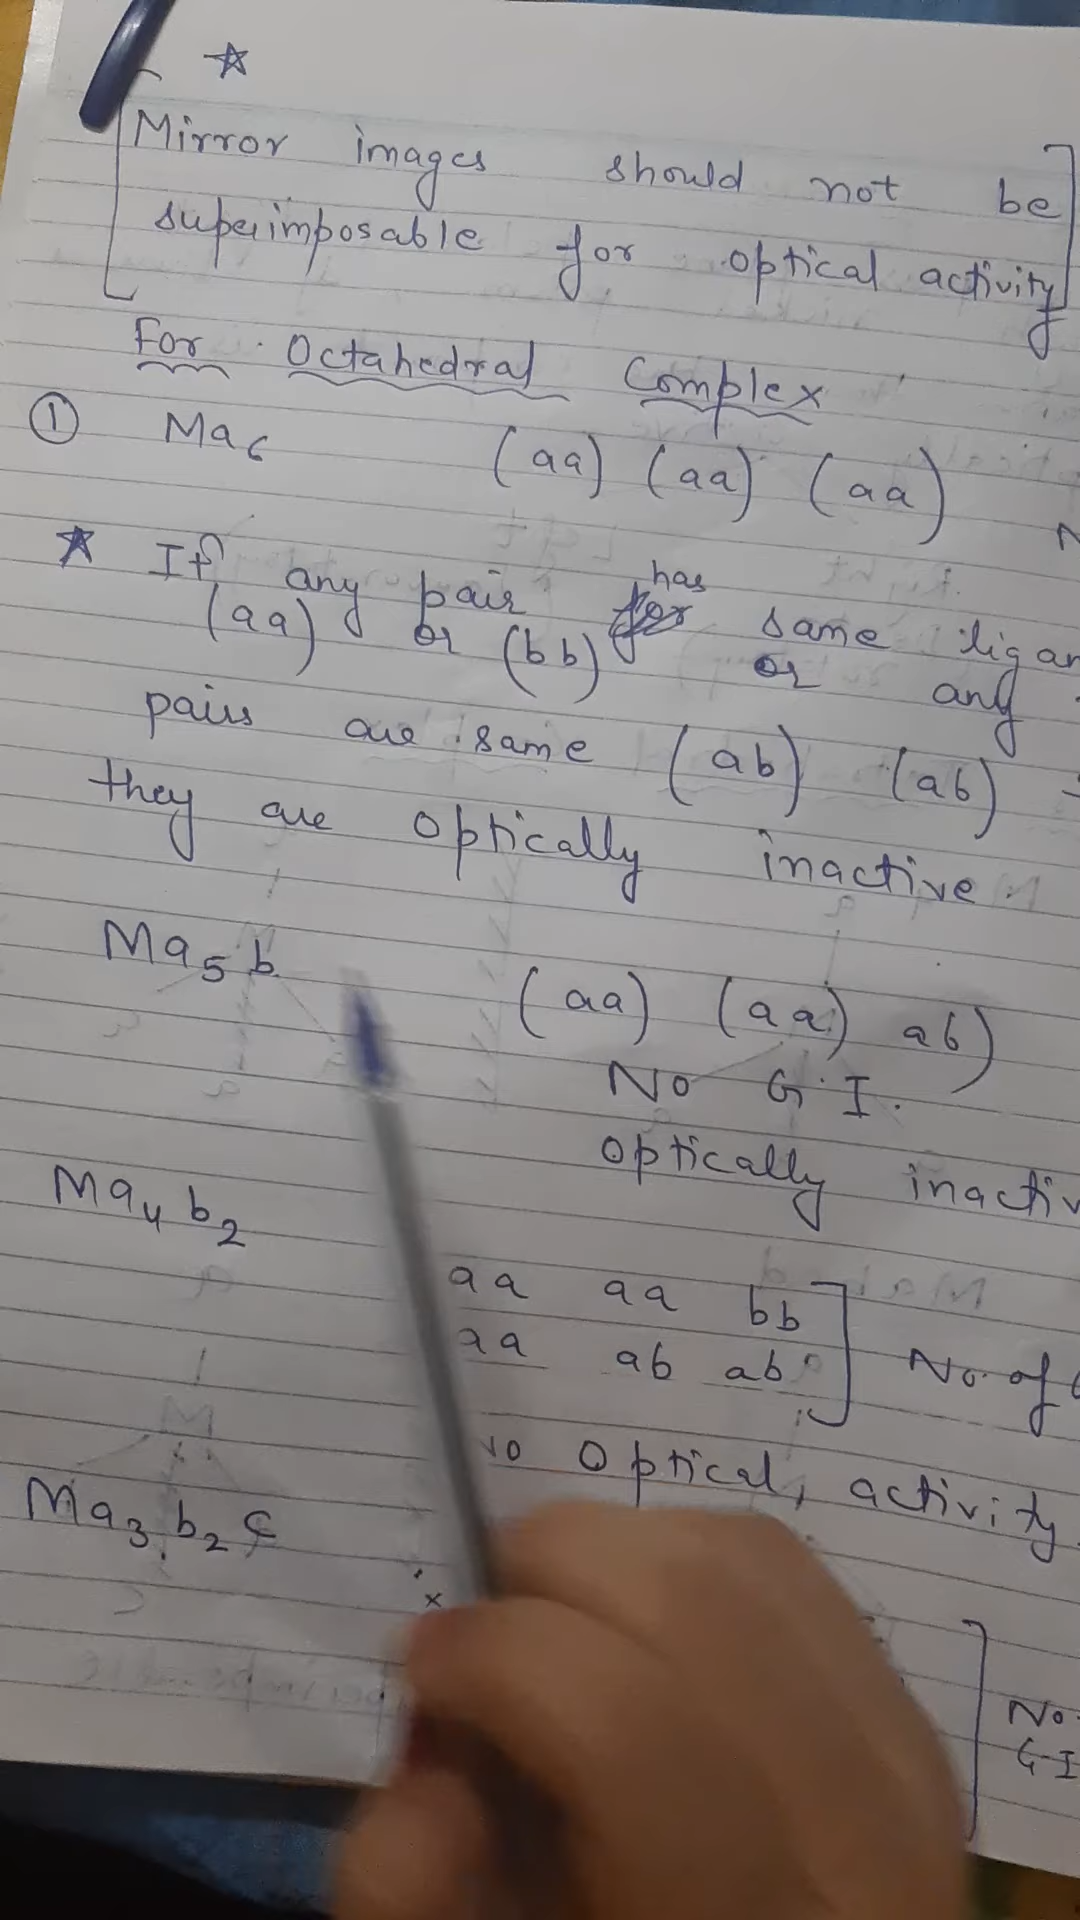 Mirror images should not be
superimposable for optical activity
For Octahedral Complex
① Ma6 (aa) (aa) (aa)
If any pair has same
(aa) or (bb) or any
pairs are same (ab) (ab)
they are optically inactive.
Ma5b (aa) (aa) ab)
No G.I.
optically
Ma4b2
aa aa bb
aa ab ab No. of
No Optical activity.
Ma3b2c
No
G.I